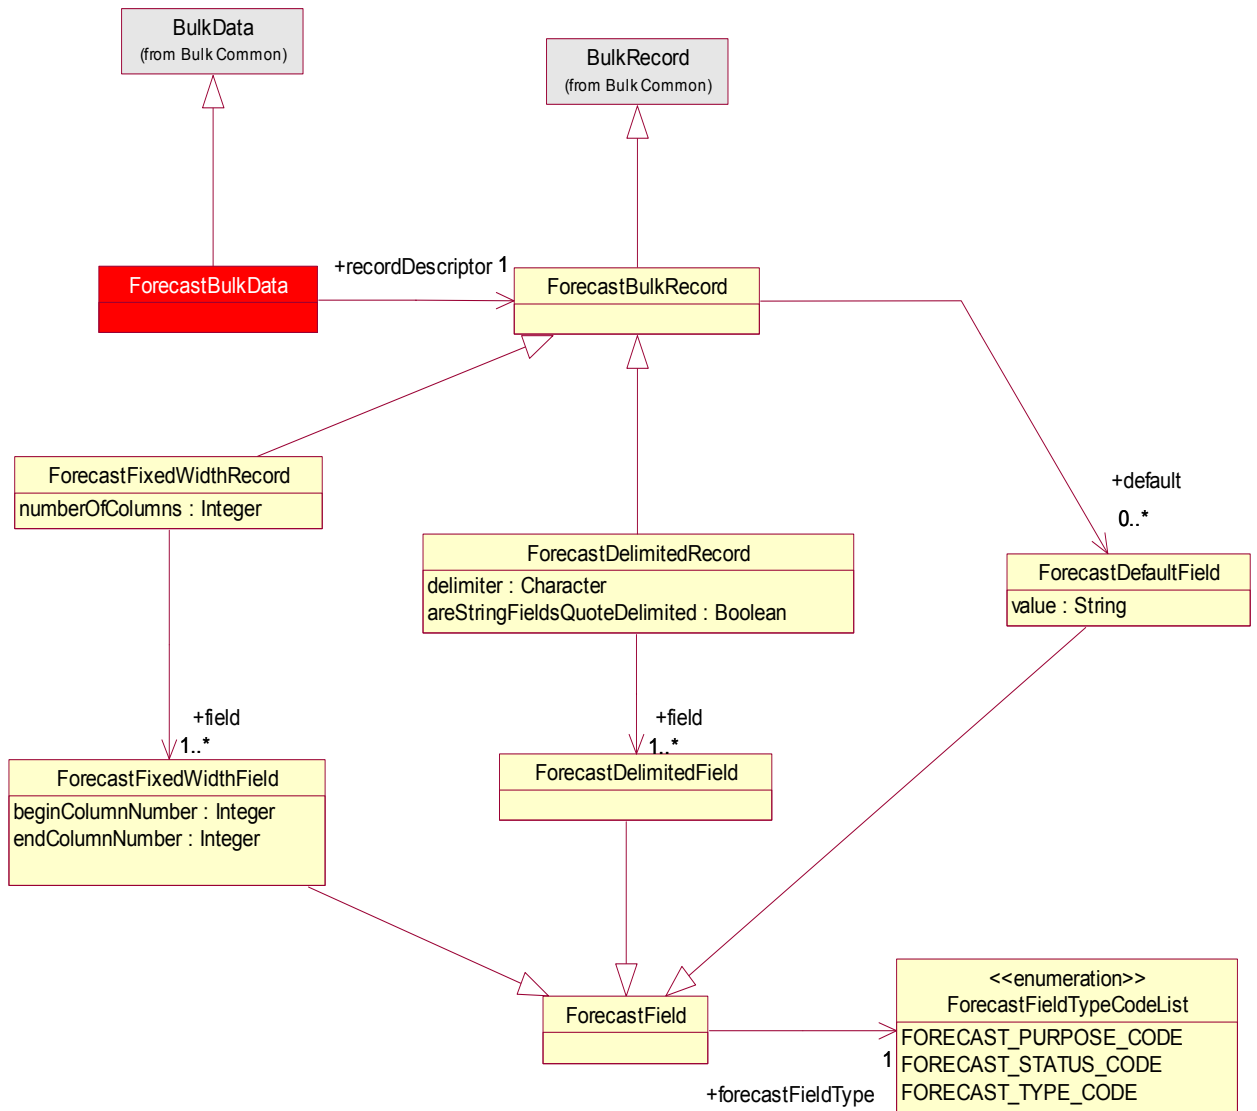 BulkData
(from Bulk Common)
BulkRecord
(from Bulk Common)
ForecastBulkData
+recordDescriptor 1
ForecastBulkRecord
ForecastFixedWidthRecord
numberOfColumns : Integer
+default
0..*
ForecastDelimitedRecord
delimiter : Character
areStringFieldsQuoteDelimited : Boolean
ForecastDefaultField
value : String
+field
1..*
+field
1..*
ForecastFixedWidthField
beginColumnNumber : Integer
endColumnNumber : Integer
ForecastDelimitedField
ForecastField
<<enumeration>>
ForecastFieldTypeCodeList
FORECAST_PURPOSE_CODE
FORECAST_STATUS_CODE
FORECAST_TYPE_CODE
1
+forecastFieldType